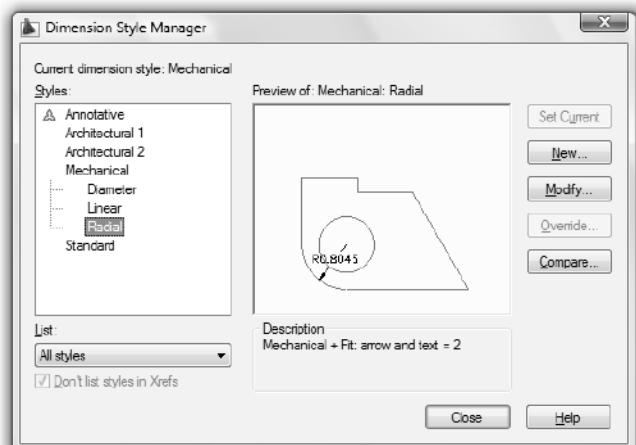 Dimension Style Manager
Current dimension style: Mechanical
Styles:
Annotative
Architectural 1
Architectural 2
Mechanical
Diameter
Linear
Radial
Standard
List:
All styles
Don't list styles in Xrefs
Preview of: Mechanical: Radial
R0.8045
Description
Mechanical + Fit: arrow and text = 2
Set Current
New...
Modify...
Override...
Compare...
Close
Help